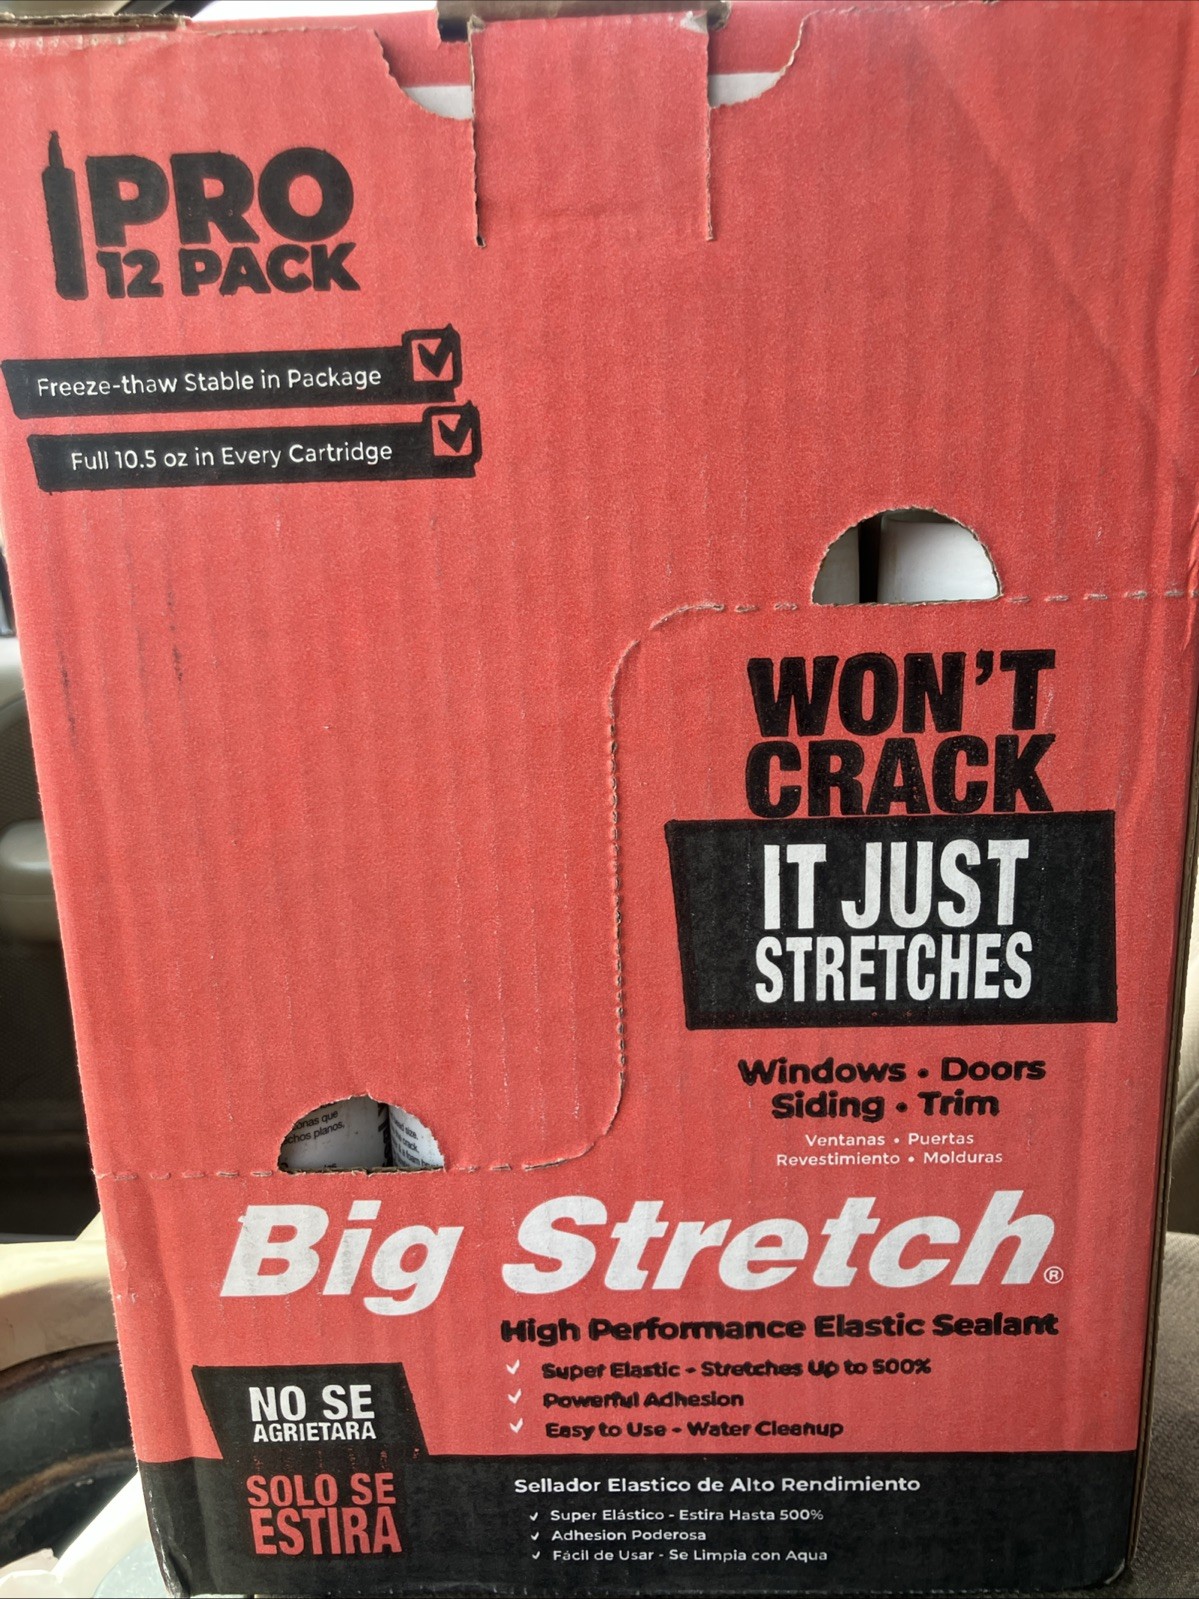 PRO
12 PACK
Freeze-thaw Stable in Package
Full 10.5 oz in Every Cartridge
WON'T
CRACK
IT JUST
STRETCHES
Windows • Doors
Siding • Trim
Ventanas • Puertas
Revestimiento • Molduras
Big Stretch®
High Performance Elastic Sealant
Super Elastic - Stretches Up to 500%
Powerful Adhesion
Easy to Use - Water Cleanup
NO SE
AGRIETARA
SOLO SE
ESTIRA
Sellador Elastico de Alto Rendimiento
Super Elástico - Estira Hasta 500%
Adhesion Poderosa
Fácil de Usar - Se Limpia con Aqua